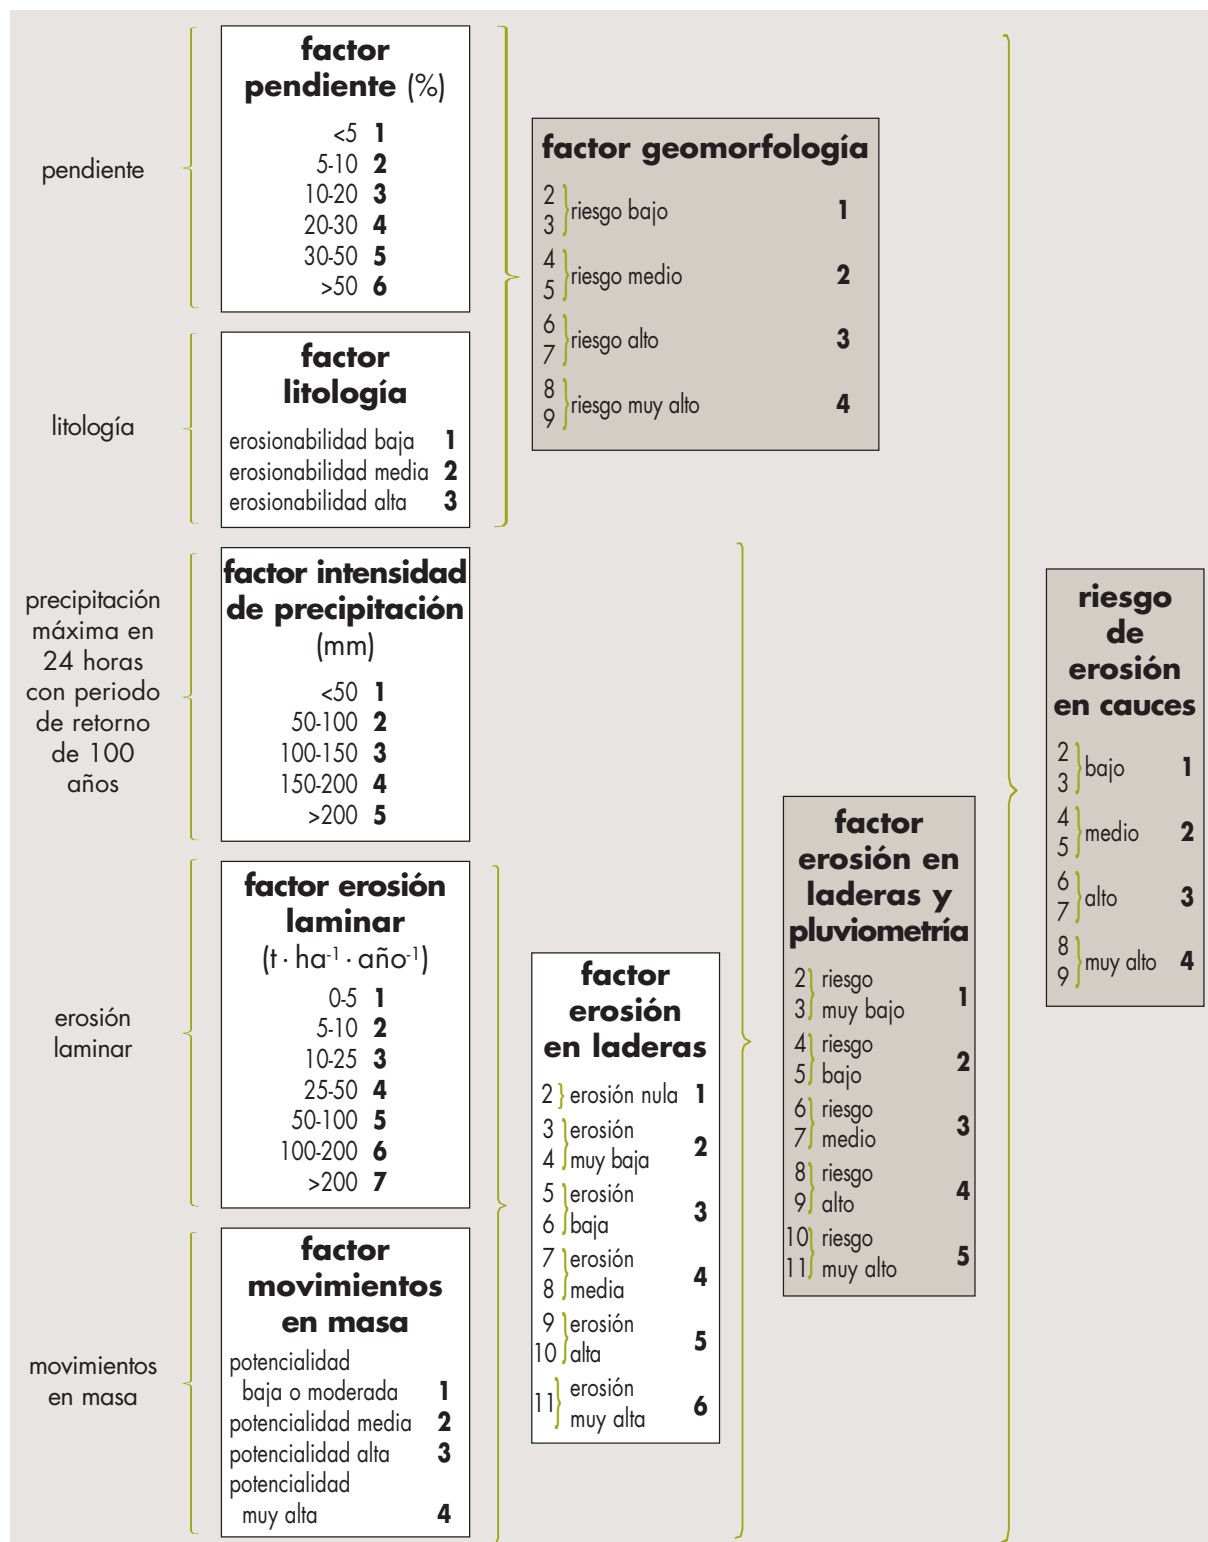 pendiente
factor
pendiente (%)
<5 1
5-10 2
10-20 3
20-30 4
30-50 5
>50 6
litología
factor
litología
erosionabilidad baja 1
erosionabilidad media 2
erosionabilidad alta 3
factor geomorfología
2
3
riesgo bajo 1
4
5
riesgo medio 2
6
7
riesgo alto 3
8
9
riesgo muy alto 4
precipitación
máxima en
24 horas
con periodo
de retorno
de 100
años
factor intensidad
de precipitación
(mm)
<50 1
50-100 2
100-150 3
150-200 4
>200 5
erosión
laminar
factor erosión
laminar
(t · ha-1 · año-1)
0-5 1
5-10 2
10-25 3
25-50 4
50-100 5
100-200 6
>200 7
movimientos
en masa
factor
movimientos
en masa
potencialidad
baja o moderada 1
potencialidad media 2
potencialidad alta 3
potencialidad
muy alta 4
factor
erosión
en laderas
2 erosión nula 1
3 erosión
4 muy baja 2
5 erosión
6 baja 3
7 erosión
8 media 4
9 erosión
10 alta 5
11 erosión
muy alta 6
factor
erosión en
laderas y
pluviometría
2 riesgo
3 muy bajo 1
4 riesgo
5 bajo 2
6 riesgo
7 medio 3
8 riesgo
9 alto 4
10 riesgo
11 muy alto 5
riesgo
de
erosión
en cauces
2
3
bajo 1
4
5
medio 2
6
7
alto 3
8
9
muy alto 4